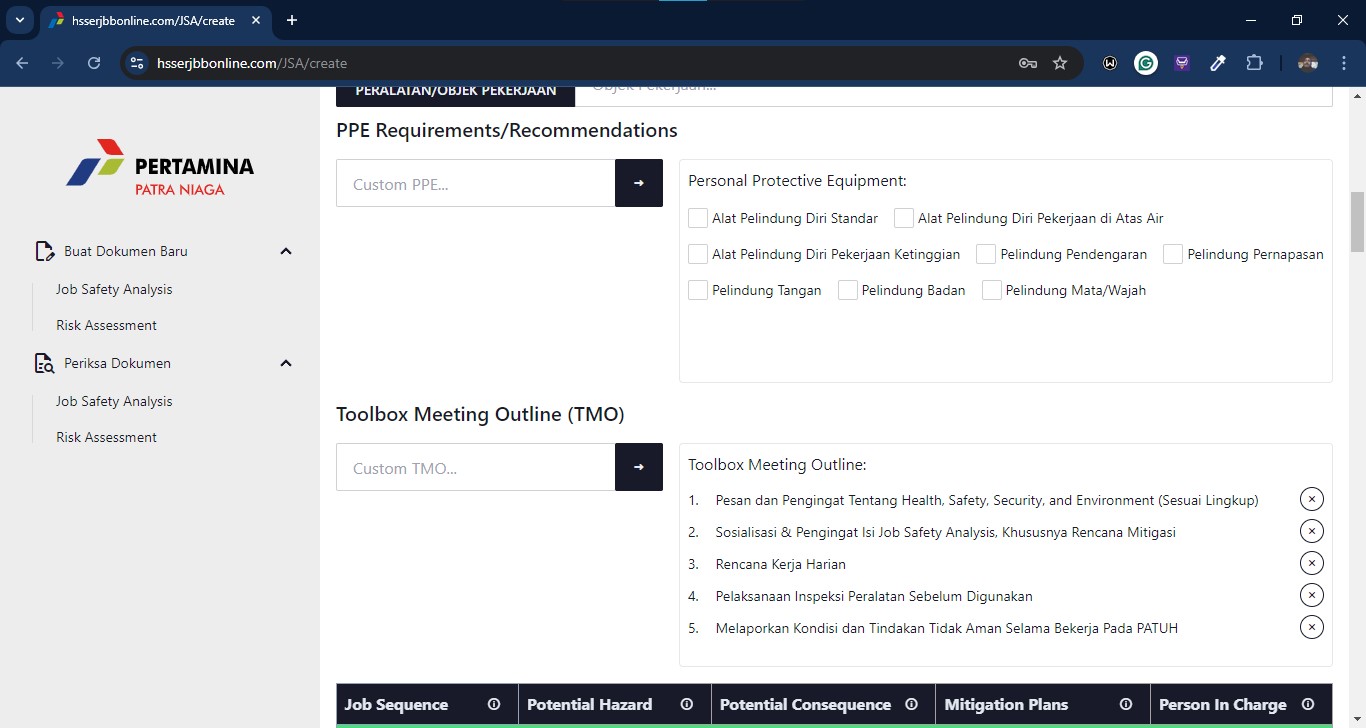 hsserjbbonline.com/JSA/create
hsserjbbonline.com/JSA/create
PERALATAN/OBJEK PEKERJAAN
Objek Pekerjaan...
PERTAMINA
PATRA NIAGA
Buat Dokumen Baru
Job Safety Analysis
Risk Assessment
Periksa Dokumen
Job Safety Analysis
Risk Assessment
PPE Requirements/Recommendations
Custom PPE...
Personal Protective Equipment:
Alat Pelindung Diri Standar Alat Pelindung Diri Pekerjaan di Atas Air
Alat Pelindung Diri Pekerjaan Ketinggian Pelindung Pendengaran Pelindung Pernapasan
Pelindung Tangan Pelindung Badan Pelindung Mata/Wajah
Toolbox Meeting Outline (TMO)
Custom TMO...
Toolbox Meeting Outline:
1. Pesan dan Pengingat Tentang Health, Safety, Security, and Environment (Sesuai Lingkup)
2. Sosialisasi & Pengingat Isi Job Safety Analysis, Khususnya Rencana Mitigasi
3. Rencana Kerja Harian
4. Pelaksanaan Inspeksi Peralatan Sebelum Digunakan
5. Melaporkan Kondisi dan Tindakan Tidak Aman Selama Bekerja Pada PATUH
Job Sequence Potential Hazard Potential Consequence Mitigation Plans Person In Charge